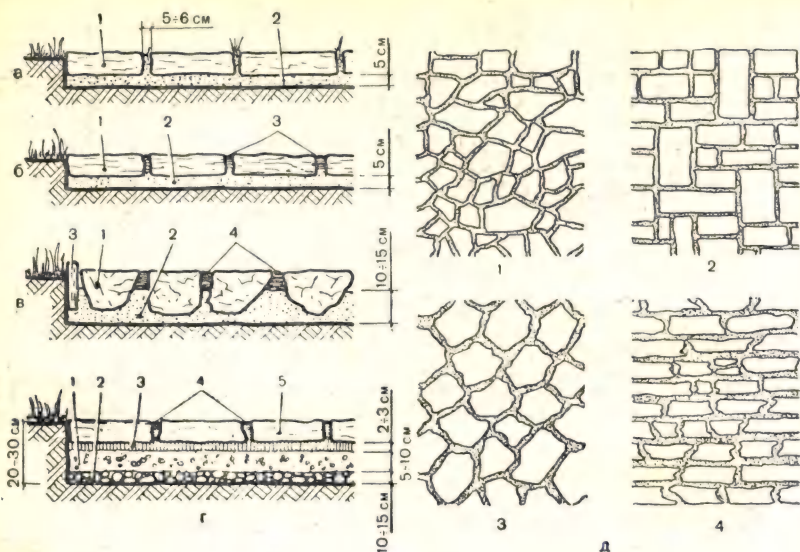 1 5÷6 см 2
а 5 см
1 2 3
б 5 см
3 1 2 4
в 10÷15 см
1 2 3 4 5
20-30 см 2÷3 см
5÷10 см
10÷15 см
г
1 2
3 4
д